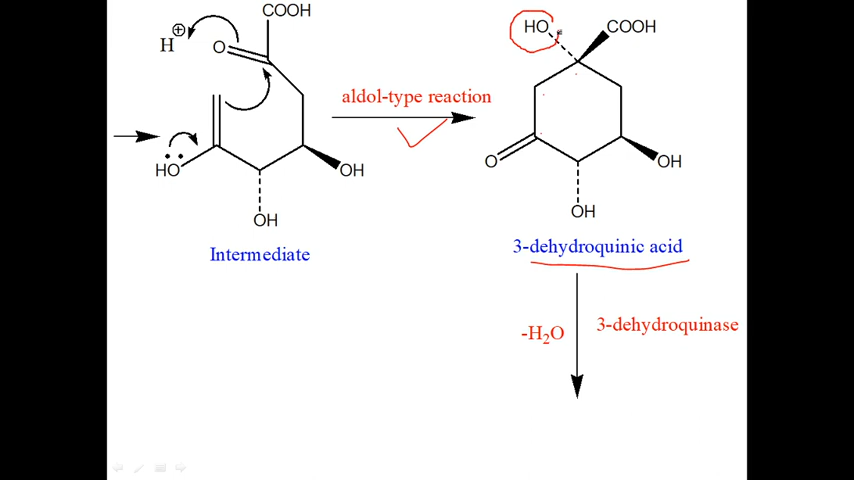 COOH
H⊕
O
HO
OH
OH
Intermediate
aldol-type reaction
HO
COOH
O
OH
OH
3-dehydroquinic acid
-H₂O
3-dehydroquinase